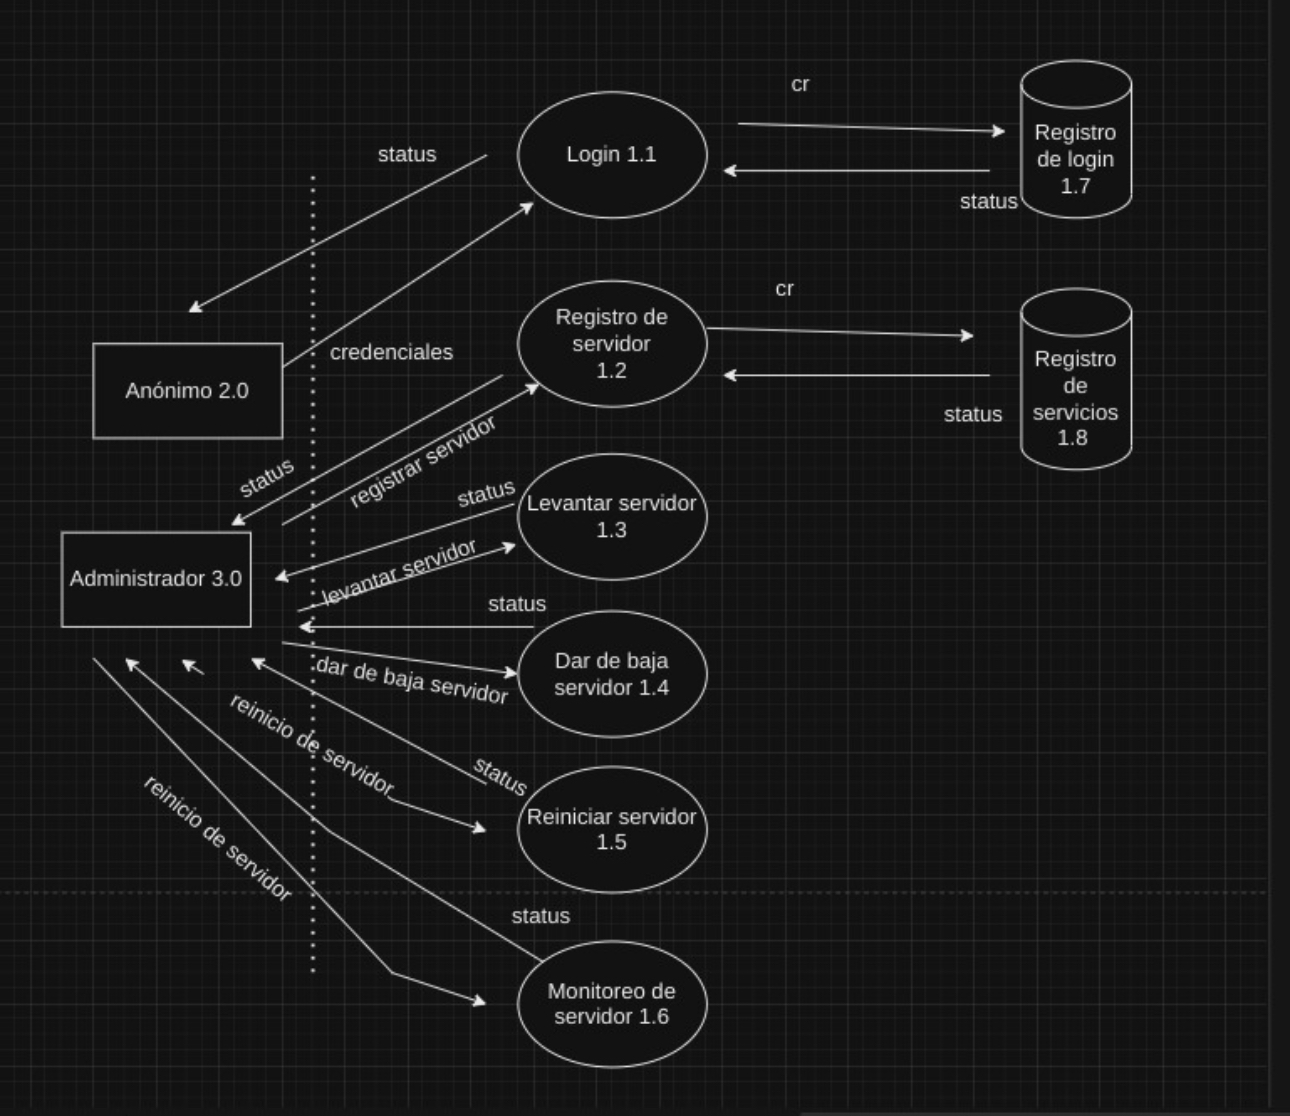 cr
Login 1.1
status
Registro
de login
1.7
status
cr
Registro de
servidor
1.2
credenciales
Registro
de
servicios
1.8
Anónimo 2.0
status
registrar servidor
status
status
Levantar servidor
1.3
levantar servidor
Administrador 3.0
status
Dar de baja
servidor 1.4
dar de baja servidor
reinicio de servidor
status
Reiniciar servidor
1.5
reinicio de servidor
status
Monitoreo de
servidor 1.6